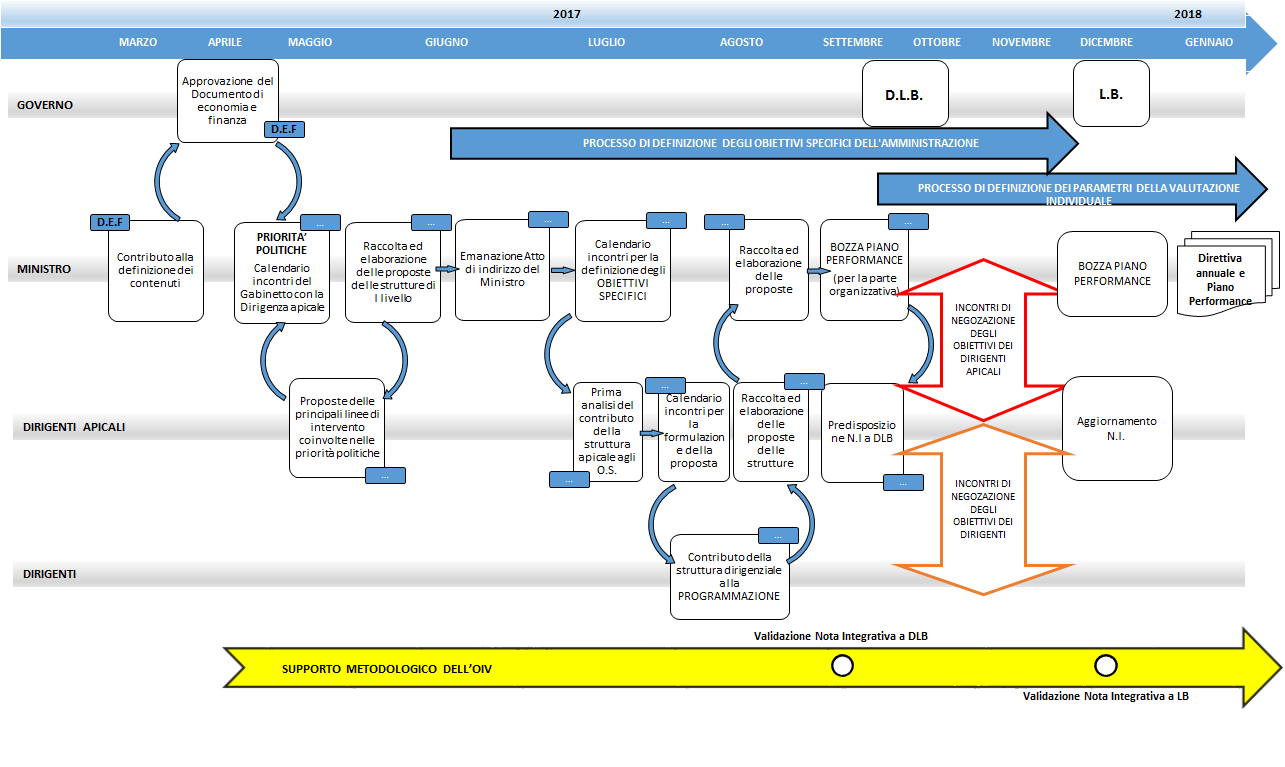 2017
2018
MARZO
APRILE
MAGGIO
GIUGNO
LUGLIO
AGOSTO
SETTEMBRE
OTTOBRE
NOVEMBRE
DICEMBRE
GENNAIO
GOVERNO
Approvazione del
Documento di
economia e
finanza
D.E.F
D.L.B.
L.B.
PROCESSO DI DEFINIZIONE DEGLI OBIETTIVI SPECIFICI DELL'AMMINISTRAZIONE
PROCESSO DI DEFINIZIONE DEI PARAMETRI DELLA VALUTAZIONE
INDIVIDUALE
MINISTRO
D.E.F
Contributo alla
definizione dei
contenuti
...
PRIORITA'
POLITICHE
Calendario
incontri del
Gabinetto con la
Dirigenza apicale
...
Raccolta ed
elaborazione
delle proposte
delle strutture di
I livello
...
Emanazione Atto
di indirizzo del
Ministro
...
Calendario
incontri per la
definizione degli
OBIETTIVI
SPECIFICI
...
Raccolta ed
elaborazione
delle
proposte
...
BOZZA PIANO
PERFORMANCE
(per la parte
organizzativa)
INCONTRI DI
NEGOZAZIONE
DEGLI
OBIETTIVI DEI
DIRIGENTI
APICALI
BOZZA PIANO
PERFORMANCE
Direttiva
annuale e
Piano
Performance
DIRIGENTI APICALI
Proposte delle
principali linee di
intervento
coinvolte nelle
priorità politiche
...
Prima
analisi del
contributo
della
struttura
apicale agli
O.S.
...
...
Calendario
incontri per
la
formulazion
e della
proposta
...
Raccolta ed
elaborazione
delle
proposte
delle
strutture
Predisposizio
ne N.I a DLB
...
INCONTRI DI
NEGOZAZIONE
DEGLI
OBIETTIVI DEI
DIRIGENTI
Aggiornamento
N.I.
DIRIGENTI
...
Contributo della
struttura dirigenziale
alla
PROGRAMMAZIONE
Validazione Nota Integrativa a DLB
SUPPORTO METODOLOGICO DELL'OIV
Validazione Nota Integrativa a LB